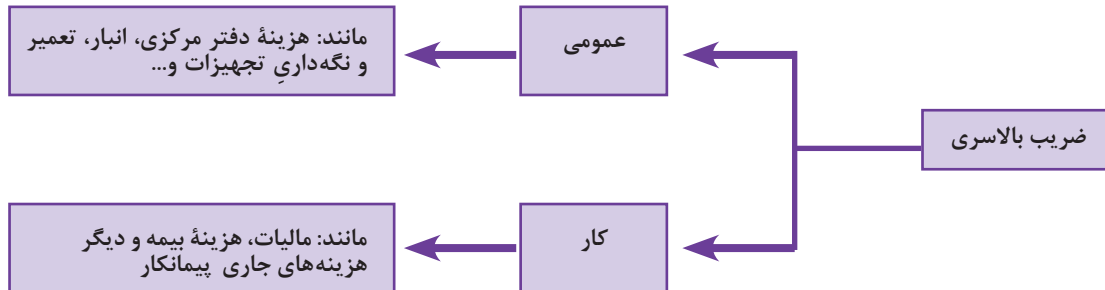 ضریب بالاسری
عمومی
مانند: هزینهٔ دفتر مرکزی، انبار، تعمیر
و نگه‌داریِ تجهیزات و...
کار
مانند: مالیات، هزینهٔ بیمه و دیگر
هزینه‌های جاری پیمانکار